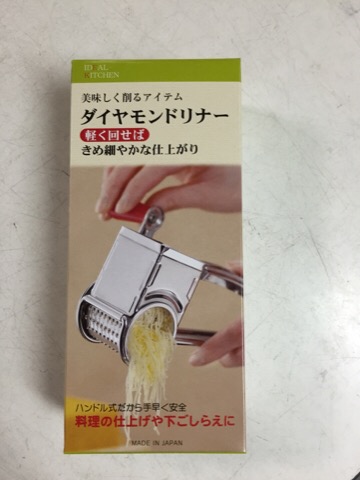 IDEAL
KITCHEN
美味しく削るアイテム
ダイヤモンドリナー
軽く回せば
きめ細やかな仕上がり
ハンドル式だから手早く安全
料理の仕上げや下ごしらえに
MADE IN JAPAN